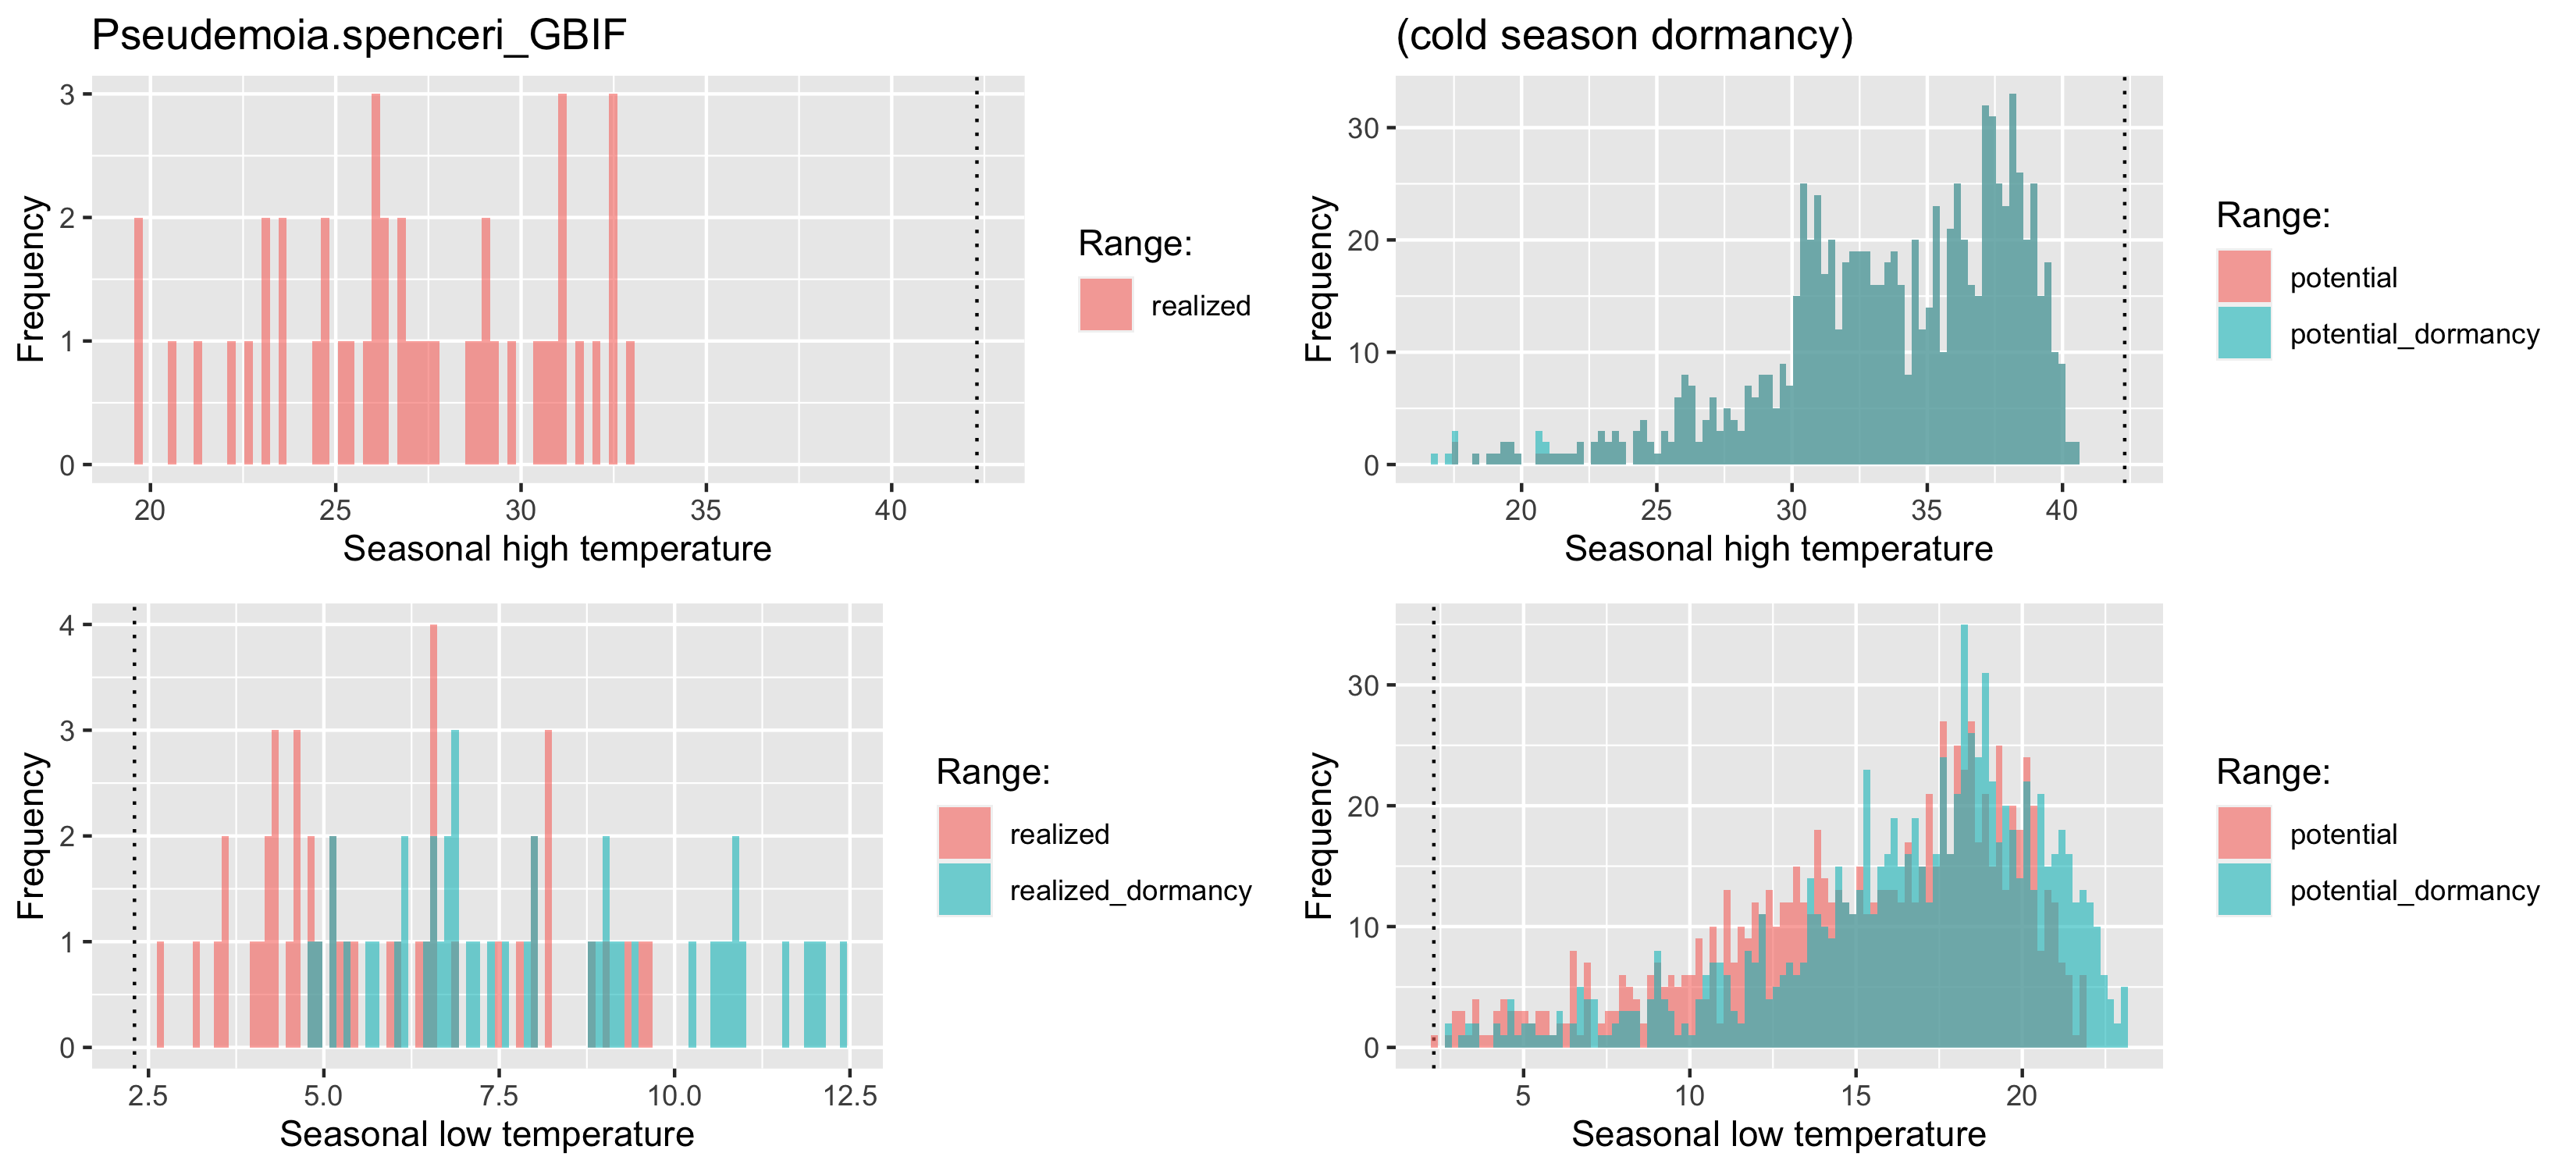 Pseudemoia.spenceri_GBIF
(cold season dormancy)
Frequency
3
2
1
0
20 25 30 35 40
Seasonal high temperature
Range:
realized
Frequency
30
20
10
0
20 25 30 35 40
Seasonal high temperature
Range:
potential
potential_dormancy
Frequency
4
3
2
1
0
2.5 5.0 7.5 10.0 12.5
Seasonal low temperature
Range:
realized
realized_dormancy
Frequency
30
20
10
0
5 10 15 20
Seasonal low temperature
Range:
potential
potential_dormancy